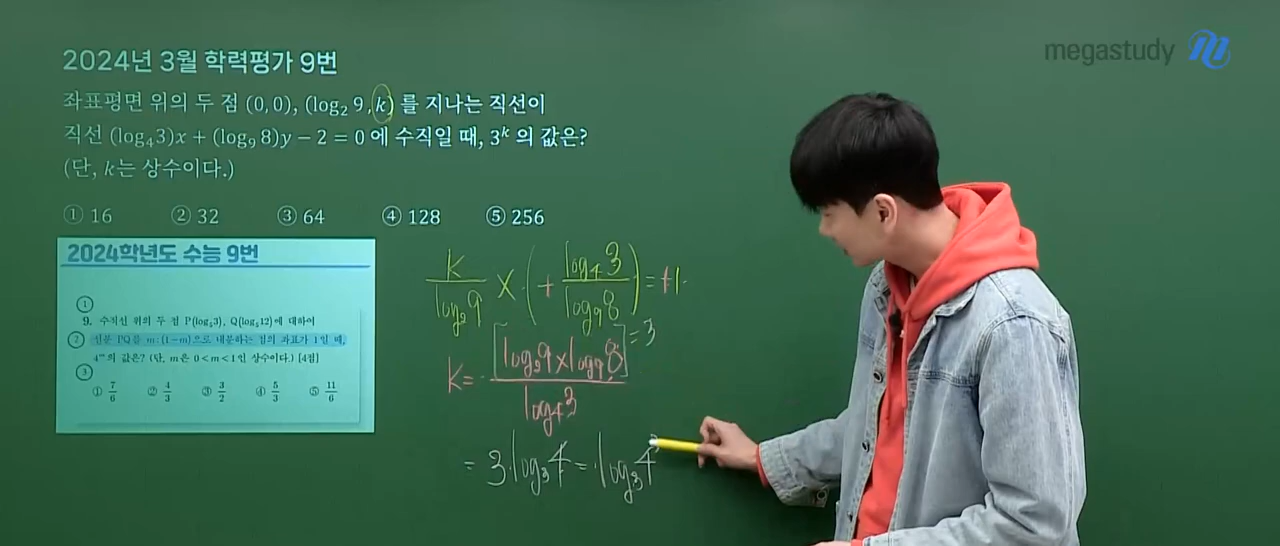 megastudy
2024년 3월 학력평가 9번
좌표평면 위의 두 점 (0, 0), (log₂ 9, k) 를 지나는 직선이
직선 (log₄3)x + (log₉ 8)y − 2 = 0 에 수직일 때, 3ᵏ 의 값은?
(단, k는 상수이다.)
① 16 ② 32 ③ 64 ④ 128 ⑤ 256
2024학년도 수능 9번
①
9. 수직선 위의 두 점 P(log₅3), Q(log₅12)에 대하여
② 선분 PQ를 m:(1−m)으로 내분하는 점의 좌표가 1일 때,
4ᵐ의 값은? (단, m은 0<m<1인 상수이다.) [4점]
③
① 7/6 ② 4/3 ③ 3/2 ④ 5/3 ⑤ 11/6
k/log₂9 × (+ log₄3/log₉8) = +1.
k = [log₂9 × log₉8]/log₄3 = 3
= 3·log₃4 = log₃4³